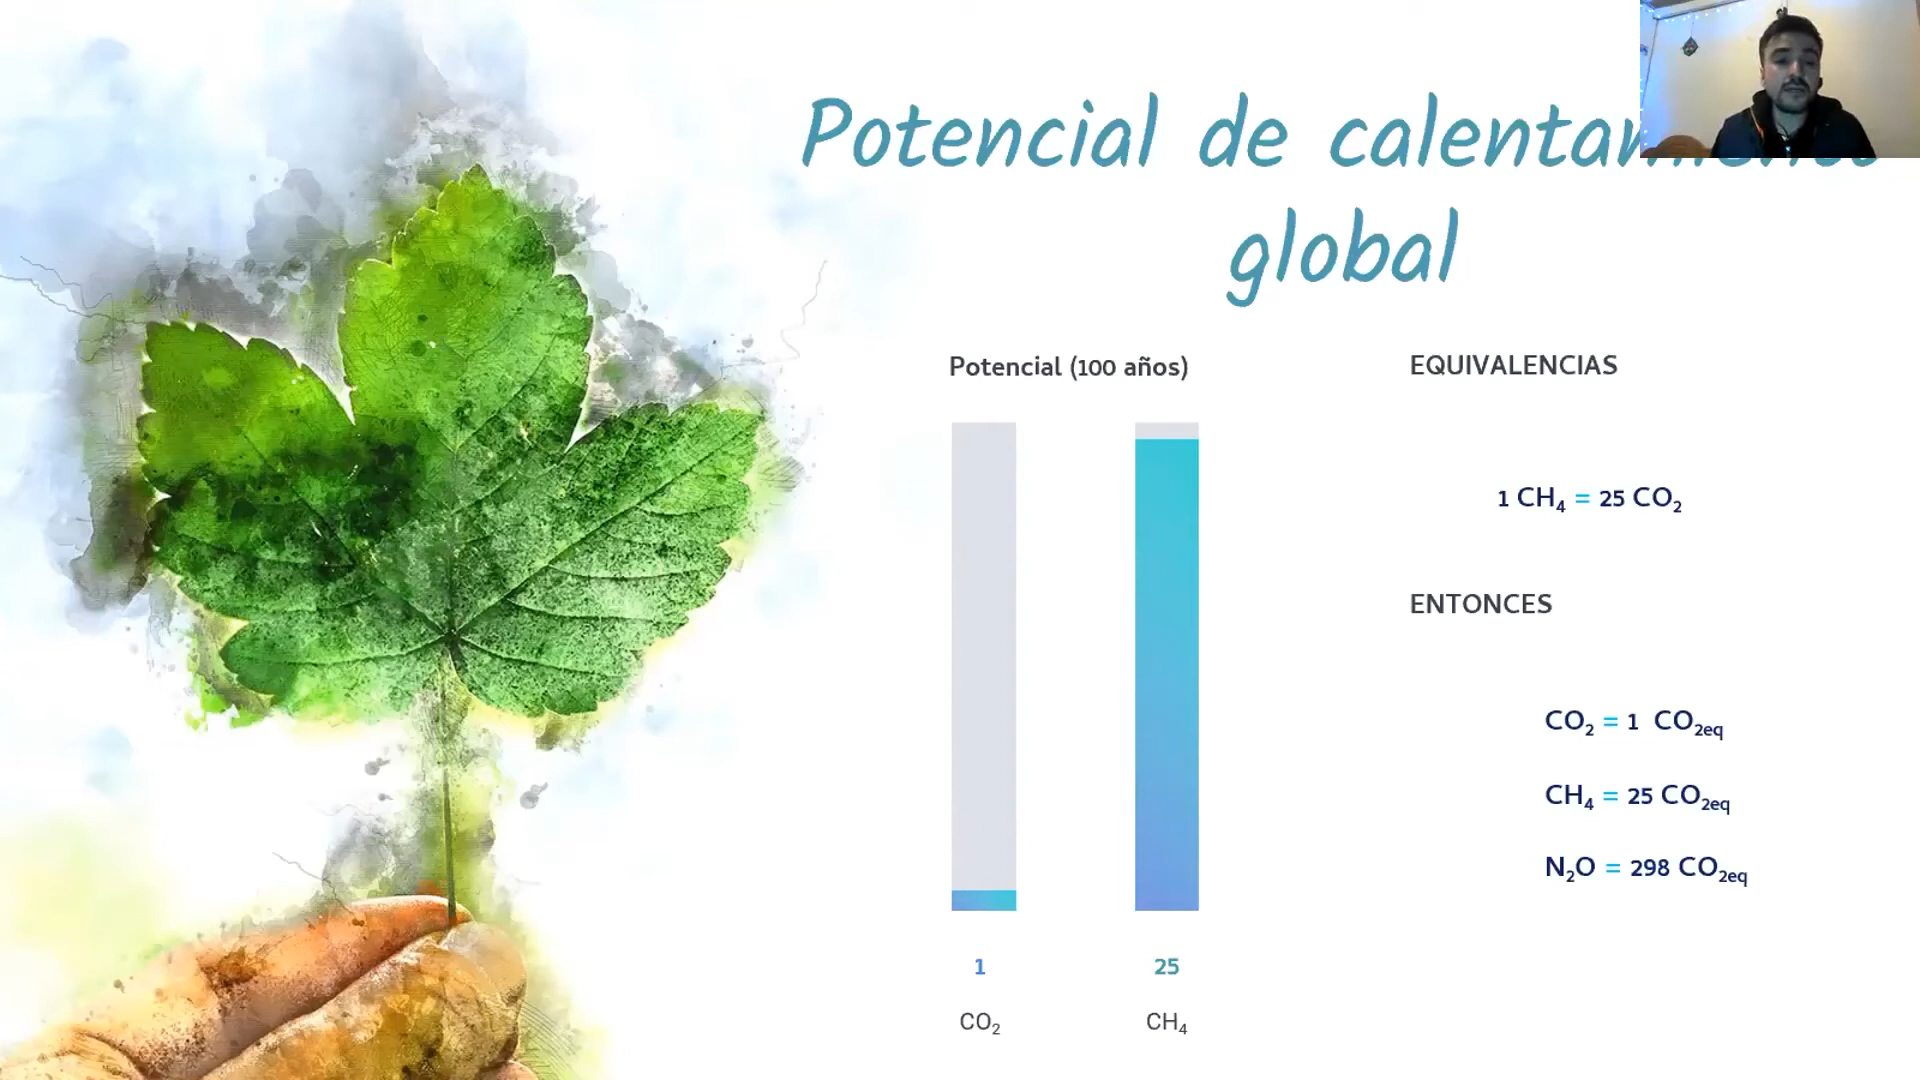 Potencial de
global
Potencial (100 años)
EQUIVALENCIAS
1 CH₄ = 25 CO₂
ENTONCES
CO₂ = 1 CO₂eq
CH₄ = 25 CO₂eq
N₂O = 298 CO₂eq
1
25
CO₂
CH₄